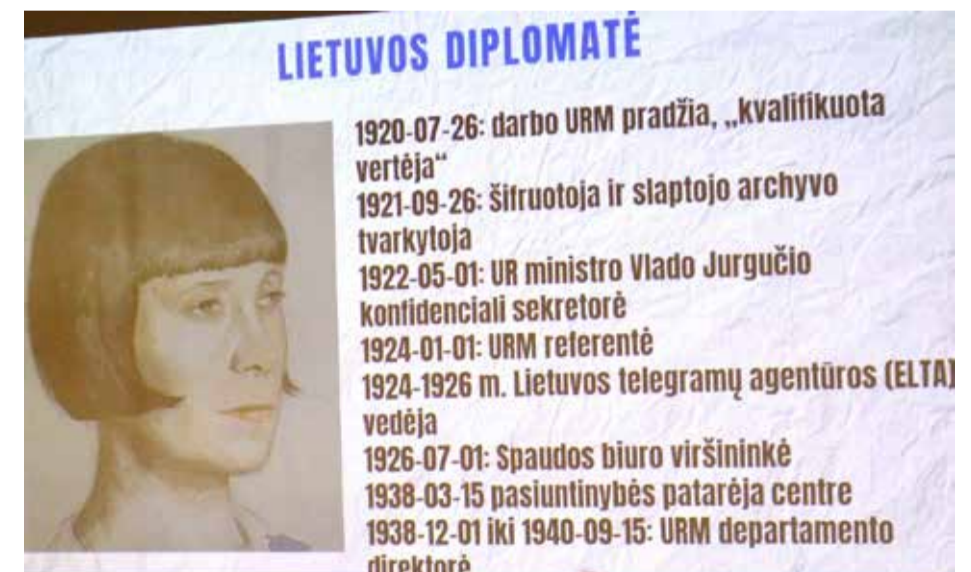 LIETUVOS DIPLOMATĖ
1920-07-26: darbo URM pradžia, „kvalifikuota
vertėja“
1921-09-26: šifruotoja ir slaptojo archyvo
tvarkytoja
1922-05-01: UR ministro Vlado Jurgučio
konfidenciali sekretorė
1924-01-01: URM referentė
1924-1926 m. Lietuvos telegramų agentūros (ELTA)
vedėja
1926-07-01: Spaudos biuro viršininkė
1938-03-15 pasiuntinybės patarėja centre
1938-12-01 iki 1940-09-15: URM departamento
direktorė